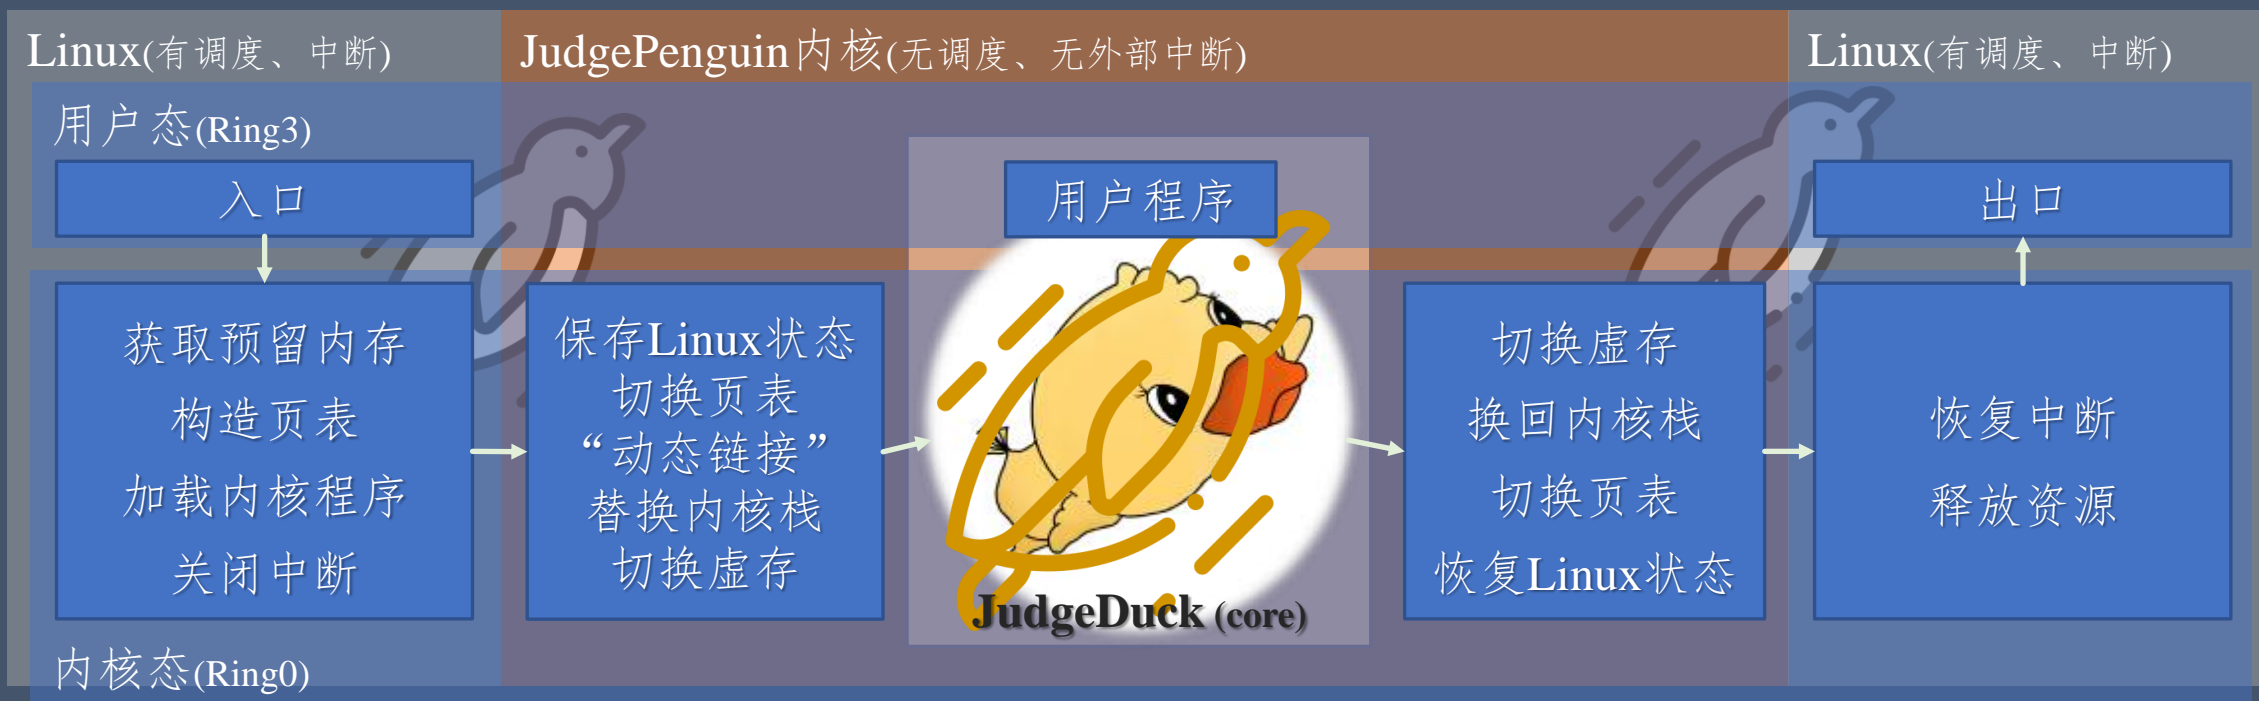 Linux(有调度、中断)
JudgePenguin内核(无调度、无外部中断)
Linux(有调度、中断)
用户态(Ring3)
入口
用户程序
出口
获取预留内存
构造页表
加载内核程序
关闭中断
保存Linux状态
切换页表
“动态链接”
替换内核栈
切换虚存
JudgeDuck (core)
切换虚存
换回内核栈
切换页表
恢复Linux状态
恢复中断
释放资源
内核态(Ring0)